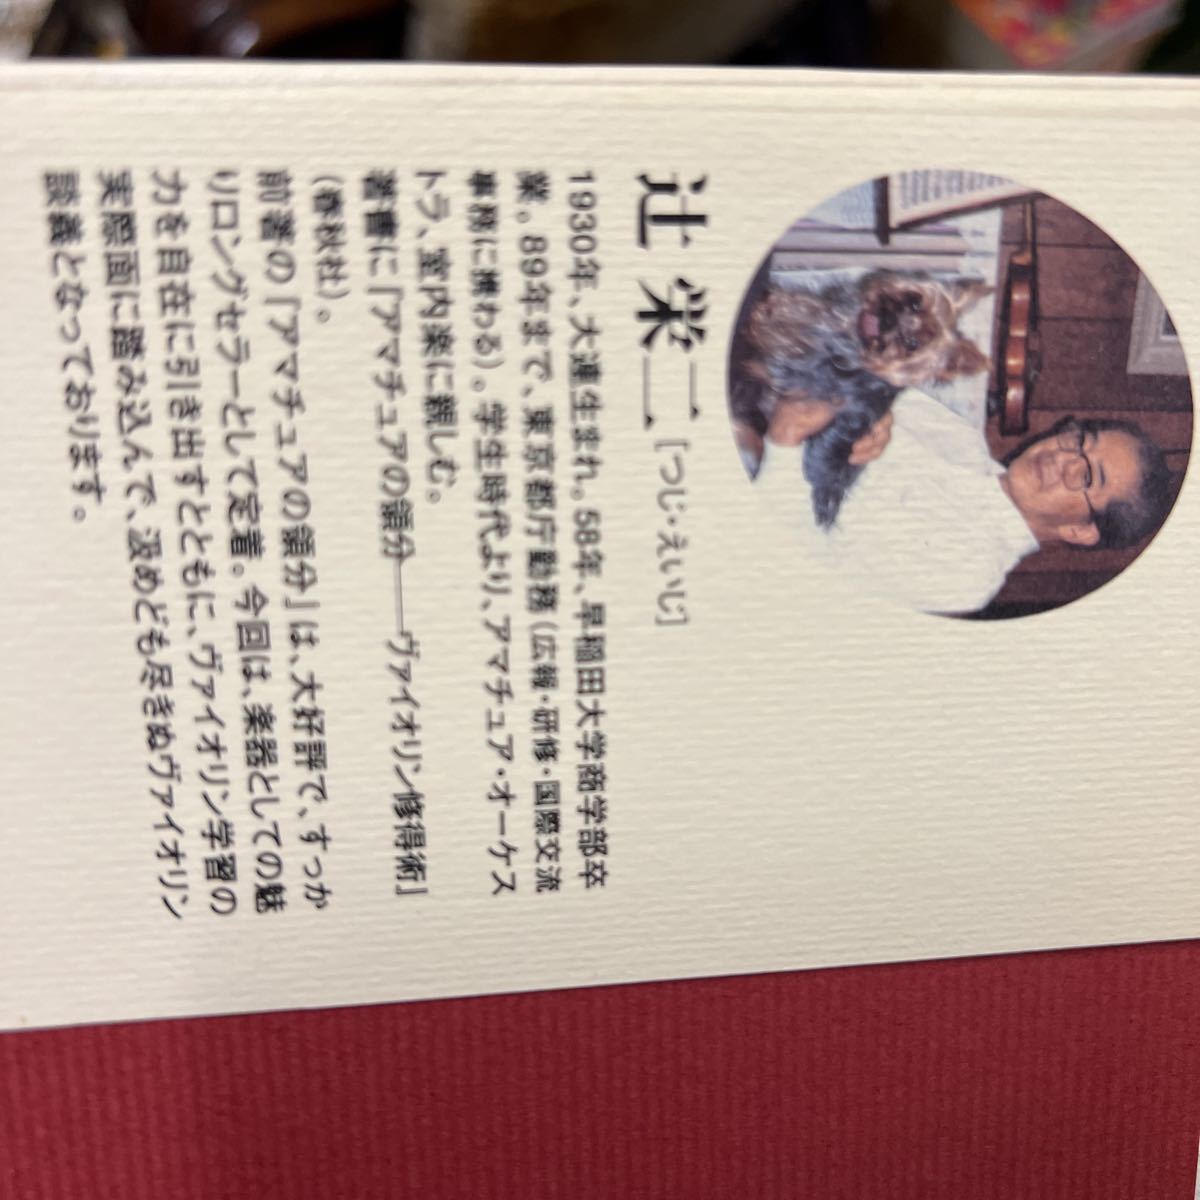 辻 栄二[つじ・えいじ]
1930年、大連生まれ。58年、早稲田大学商学部卒
業。89年まで、東京都庁勤務(広報・研修・国際交流
事務に携わる)。学生時代より、アマチュア・オーケス
トラ、室内楽に親しむ。
著書に「アマチュアの領分――ヴァイオリン修得術」
(春秋社)。
前著の「アマチュアの領分」は、大好評で、すっか
りロングセラーとして定着。今回は、楽器としての魅
力を自在に引き出すとともに、ヴァイオリン学習の
実際面に踏み込んで、汲めども尽きぬヴァイオリン
談義となっております。